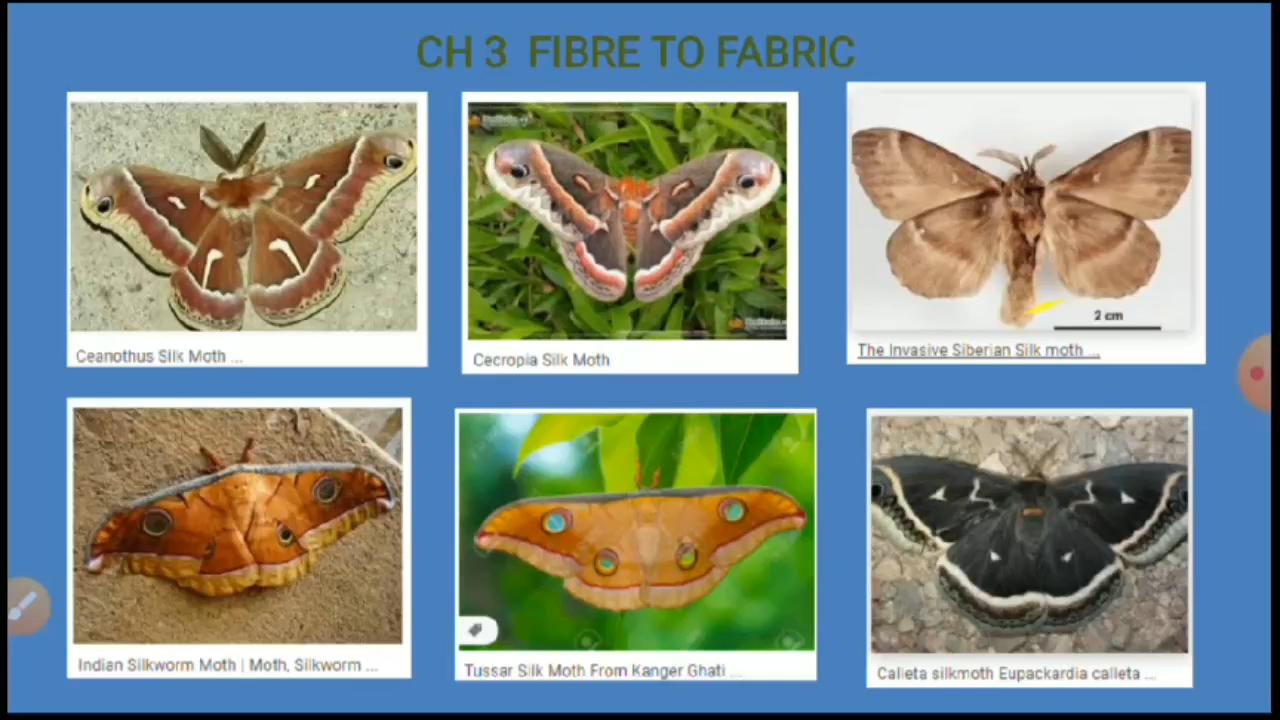 CH 3 FIBRE TO FABRIC
Ceanothus Silk Moth ...
Cecropia Silk Moth
2 cm
The Invasive Siberian Silk moth ...
Indian Silkworm Moth | Moth, Silkworm ...
Tussar Silk Moth From Kanger Ghati ...
Calleta silkmoth Eupackardia calleta ...